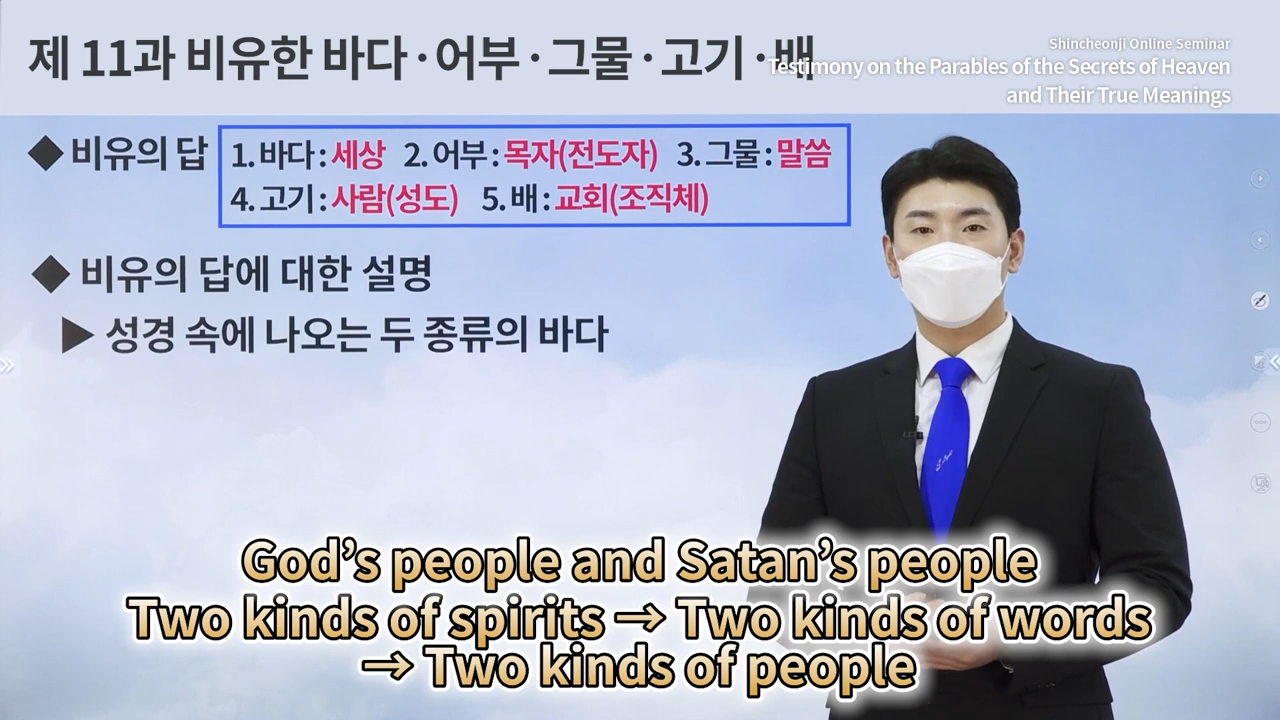 제 11과 비유한 바다·어부·그물·고기·배
Shincheonji Online Seminar
Testimony on the Parables of the Secrets of Heaven
and Their True Meanings
◆ 비유의 답
1. 바다 : 세상 2. 어부 : 목자(전도자) 3. 그물 : 말씀
4. 고기 : 사람(성도) 5. 배 : 교회(조직체)
◆ 비유의 답에 대한 설명
▶ 성경 속에 나오는 두 종류의 바다
God’s people and Satan’s people
Two kinds of spirits → Two kinds of words
→ Two kinds of people